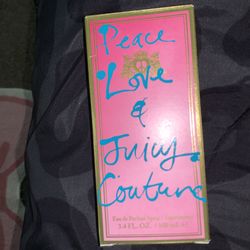 Peace
Love
&
Juicy
Couture
Eau de Parfum Spray
3.4 FL. OZ.